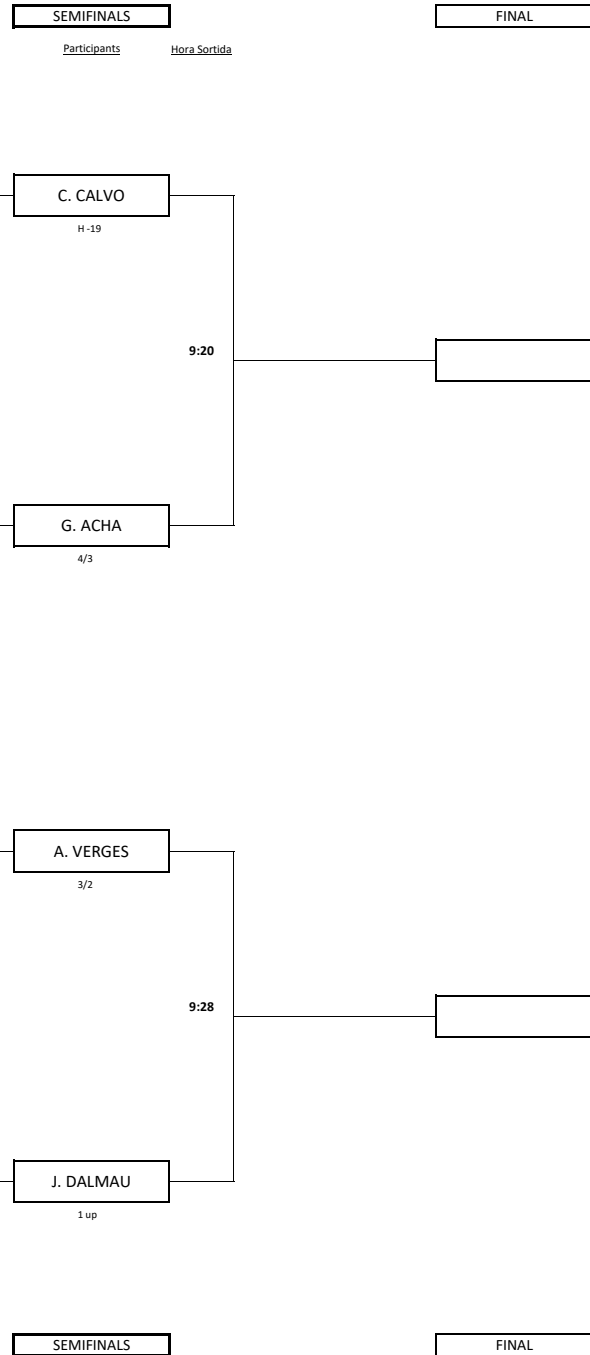 SEMIFINALS FINAL
Participants Hora Sortida
C. CALVO
H -19
9:20
G. ACHA
4/3
A. VERGES
3/2
9:28
J. DALMAU
1 up
SEMIFINALS FINAL